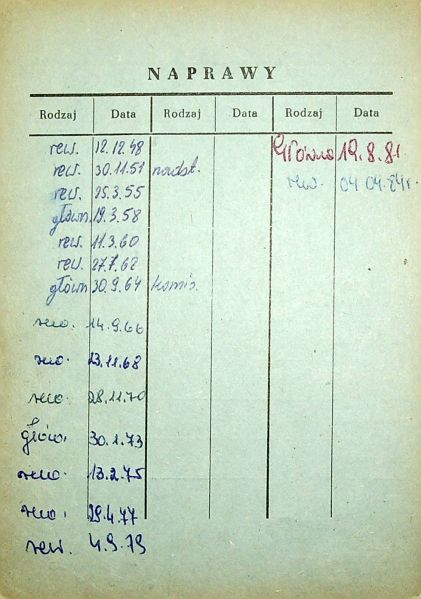 NAPRAWY
Rodzaj Data Rodzaj Data Rodzaj Data
rew. 12.12.48 Główna 19.8.81
rew. 30.11.51 nadst. rew. 04 04.84r.
rew. 25.3.55
główn 19.3.58
rew. 11.3.60
rew. 27.7.62
główn 30.9.64 komis.
rew. 14.9.66
rew. 13.11.68
rew. 28.11.70
główn. 30.1.73
rew. 13.2.75
rew. 29.4.77
rew. 4.9.79